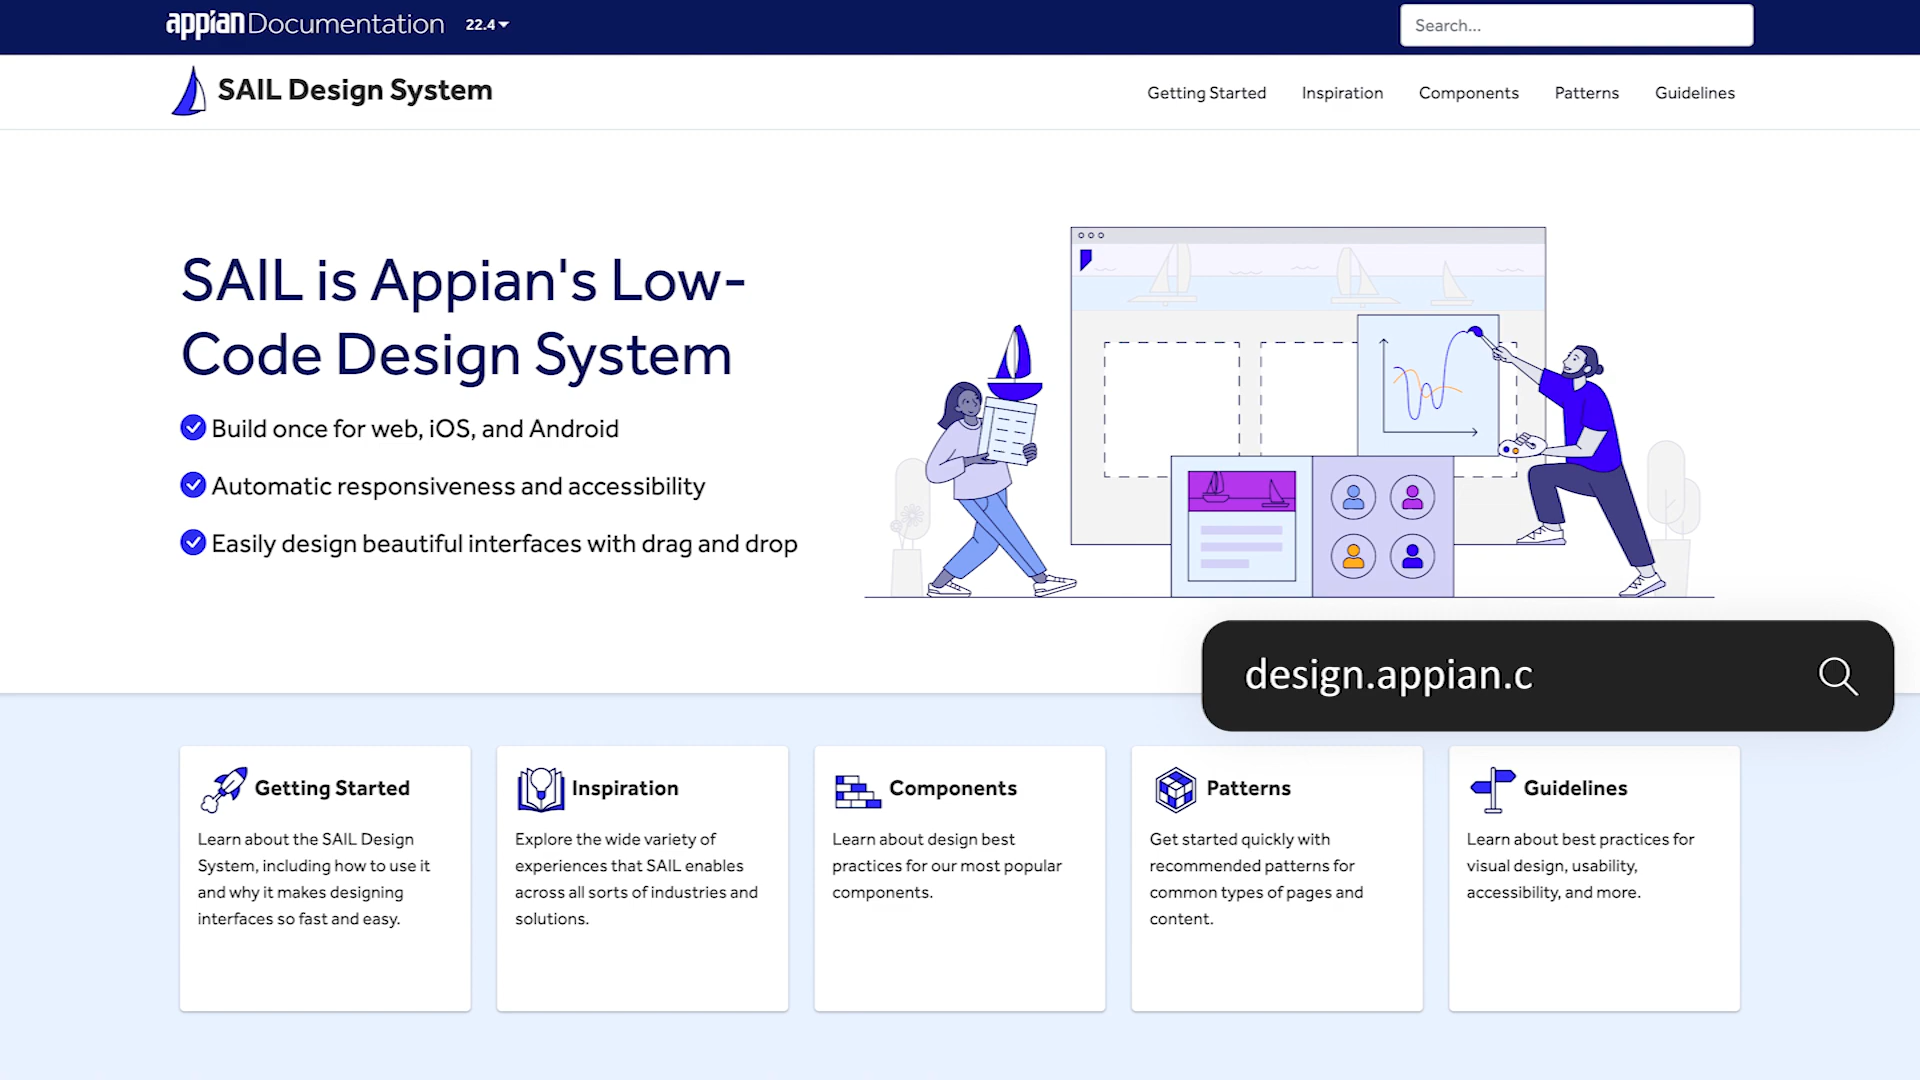 appian Documentation 22.4
Search...
SAIL Design System
Getting Started Inspiration Components Patterns Guidelines
SAIL is Appian's Low-
Code Design System
Build once for web, iOS, and Android
Automatic responsiveness and accessibility
Easily design beautiful interfaces with drag and drop
design.appian.c
Getting Started
Learn about the SAIL Design
System, including how to use it
and why it makes designing
interfaces so fast and easy.
Inspiration
Explore the wide variety of
experiences that SAIL enables
across all sorts of industries and
solutions.
Components
Learn about design best
practices for our most popular
components.
Patterns
Get started quickly with
recommended patterns for
common types of pages and
content.
Guidelines
Learn about best practices for
visual design, usability,
accessibility, and more.